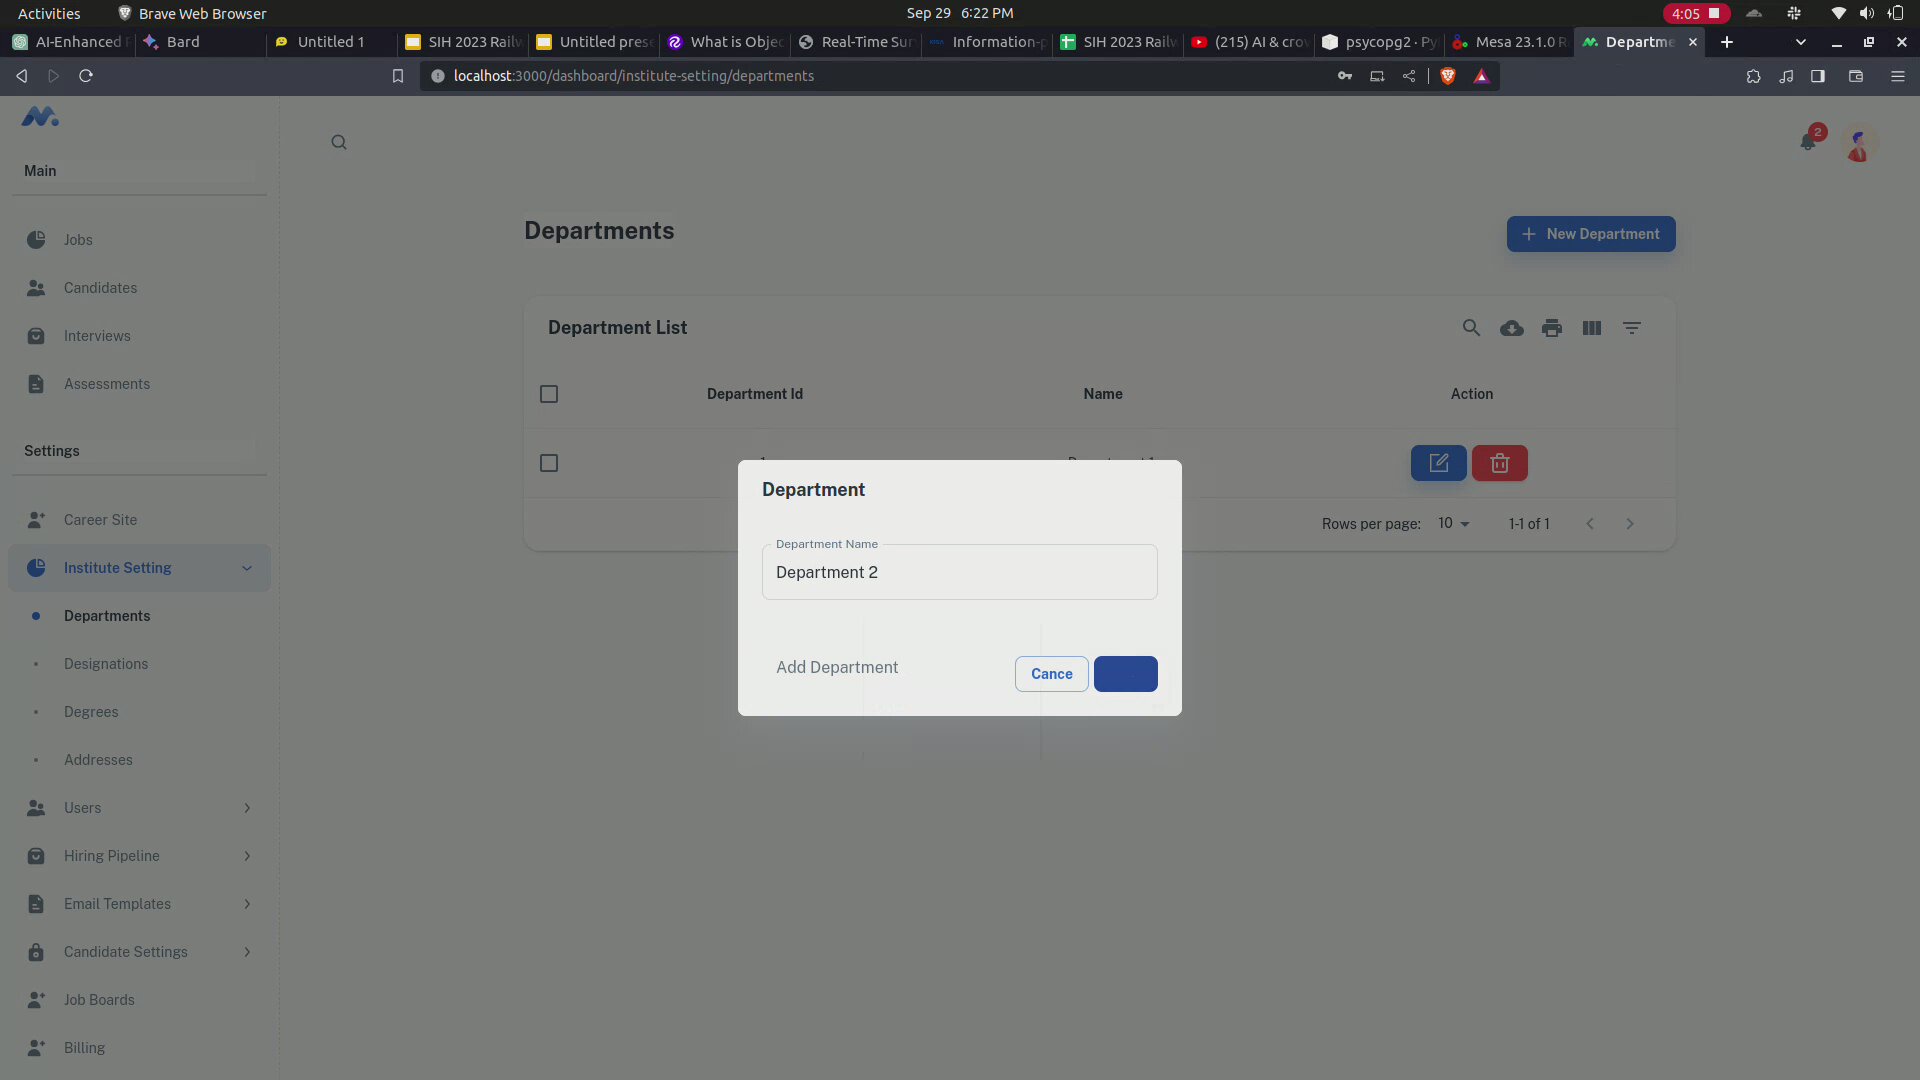 Activities
Brave Web Browser
Sep 29 6:22 PM
4:05
AI-Enhanced
Bard
Untitled 1
SIH 2023 Railw
Untitled prese
What is Objec
Real-Time Sur
Information-p
SIH 2023 Railw
(215) AI & crow
psycopg2 · Py
Mesa 23.1.0 R
Departme
localhost:3000/dashboard/institute-setting/departments
2
Main
Jobs
Candidates
Interviews
Assessments
Settings
Career Site
Institute Setting
Departments
Designations
Degrees
Addresses
Users
Hiring Pipeline
Email Templates
Candidate Settings
Job Boards
Billing
Departments
New Department
Department List
Department Id
Name
Action
Rows per page:
10
1-1 of 1
Department
Department Name
Department 2
Add Department
Cance